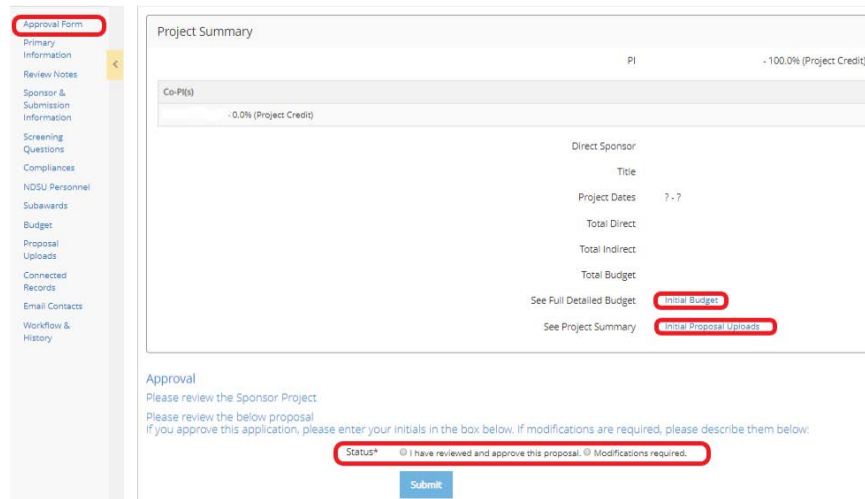 Approval Form
Primary
Information
Review Notes
Sponsor &
Submission
Information
Screening
Questions
Compliances
NDSU Personnel
Subawards
Budget
Proposal
Uploads
Connected
Records
Email Contacts
Workflow &
History
<
Project Summary
PI - 100.0% (Project Credit)
Co-PI(s)
- 0.0% (Project Credit)
Direct Sponsor
Title
Project Dates ? - ?
Total Direct
Total Indirect
Total Budget
See Full Detailed Budget Initial Budget
See Project Summary Initial Proposal Uploads
Approval
Please review the Sponsor Project
Please review the below proposal
If you approve this application, please enter your initials in the box below. If modifications are required, please describe them below:
Status* I have reviewed and approve this proposal. Modifications required.
Submit